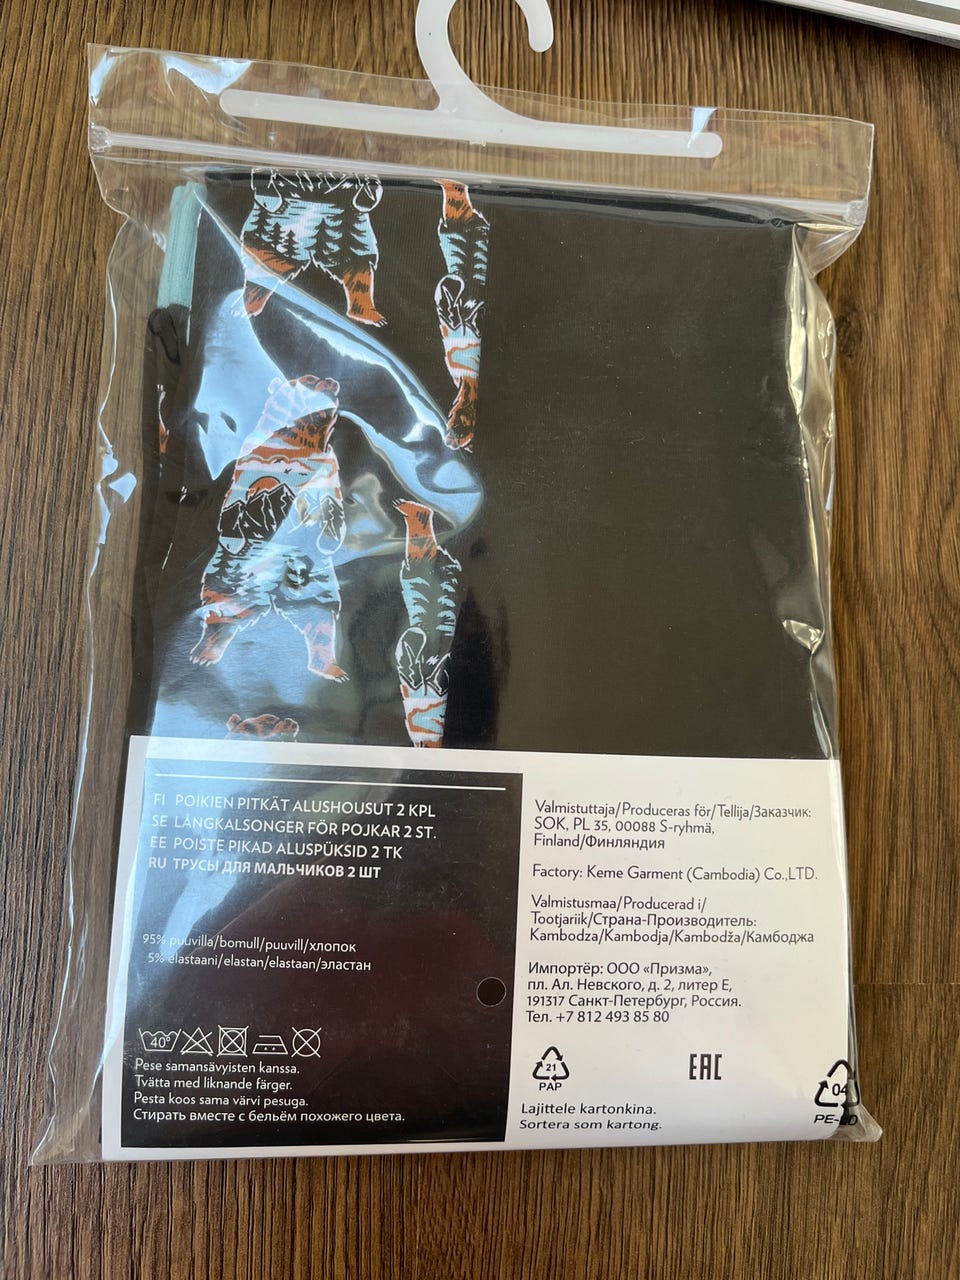 FI POIKIEN PITKÄT ALUSHOUSUT 2 KPL
SE LÅNGKALSONGER FÖR POJKAR 2 ST.
EE POISTE PIKAD ALUSPÜKSID 2 TK
RU ТРУСЫ ДЛЯ МАЛЬЧИКОВ 2 ШТ
95% puuvilla/bomull/puuvill/хлопок
5% elastaani/elastan/elastaan/эластан
40°
Pese samansävyisten kanssa.
Tvätta med liknande färger.
Pesta koos sama värvi pesuga.
Стирать вместе с бельём похожего цвета.
Valmistuttaja/Produceras för/Tellija/Заказчик:
SOK, PL 35, 00088 S-ryhmä,
Finland/Финляндия
Factory: Keme Garment (Cambodia) Co.,LTD.
Valmistusmaa/Producerad i/
Tootjariik/Страна-Производитель:
Kambodza/Kambodja/Kambodža/Камбоджа
Импортёр: ООО «Призма»,
пл. Ал. Невского, д. 2, литер Е,
191317 Санкт-Петербург, Россия.
Тел. +7 812 493 85 80
21
PAP
EAC
Lajittele kartonkina.
Sortera som kartong.
04
PE-LD